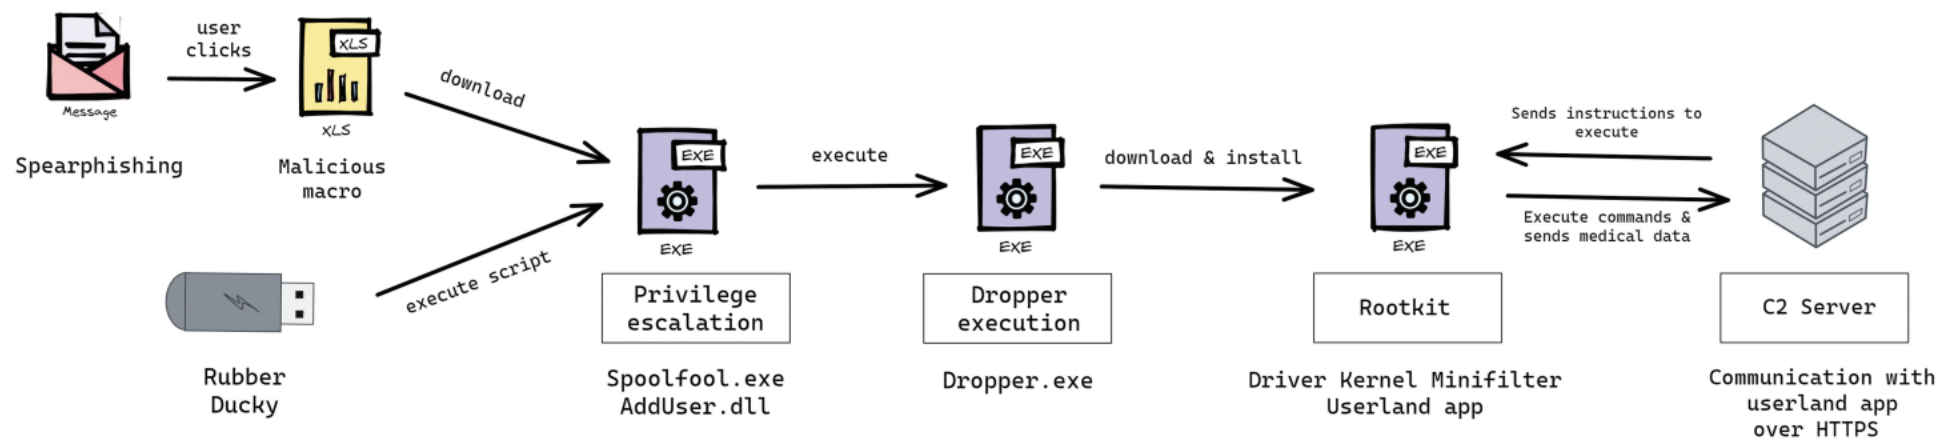 user
clicks
XLS
Message
XLS
Spearphishing
Malicious
macro
download
execute script
Rubber
Ducky
EXE
EXE
Privilege
escalation
Spoolfool.exe
AddUser.dll
execute
EXE
EXE
Dropper
execution
Dropper.exe
download & install
EXE
EXE
Rootkit
Driver Kernel Minifilter
Userland app
Sends instructions to
execute
Execute commands &
sends medical data
C2 Server
Communication with
userland app
over HTTPS